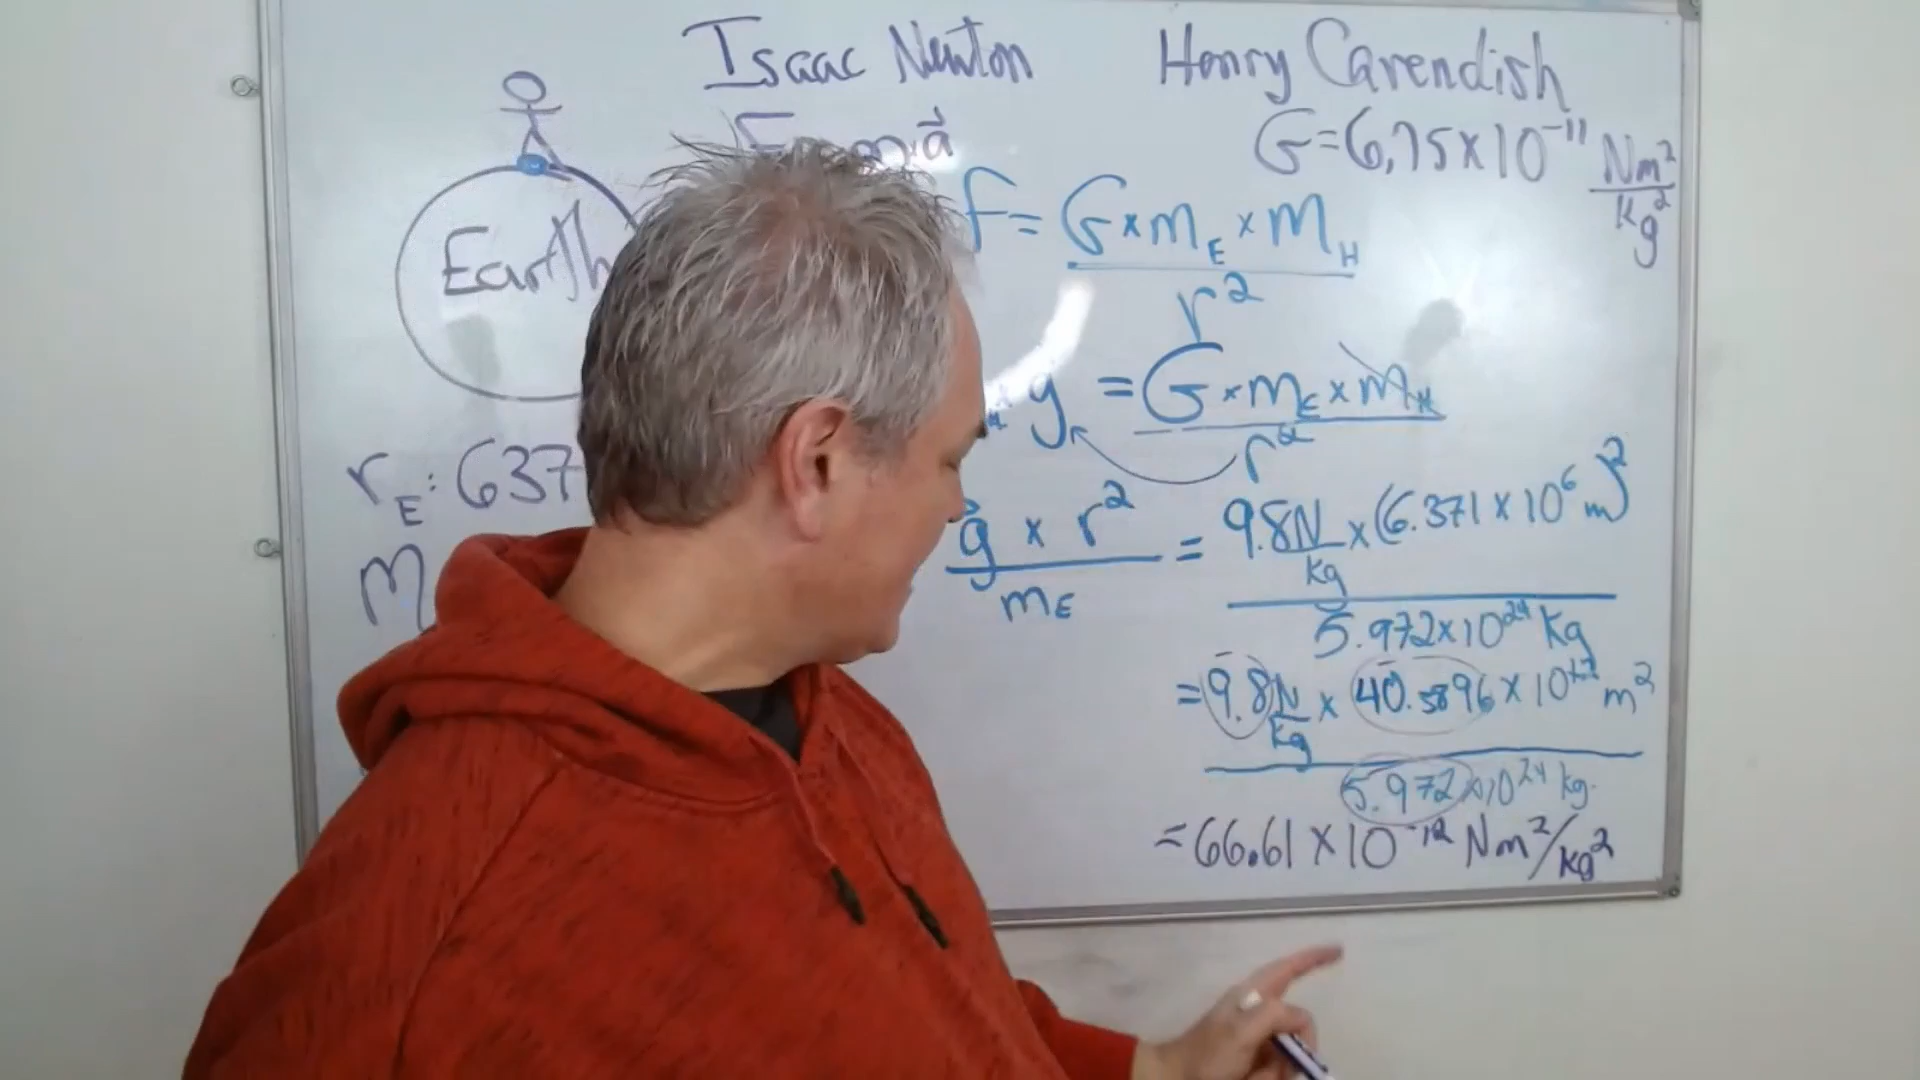 Isaac Newton
Henry Cavendish
G=6,75x10⁻¹¹ Nm²/kg²
m·a⃗
Earth
F = G×m_E×m_H / r²
g = G×m_E×m_H / r²
r_E: 637
g⃗ × r² / m_E = 9.8N/kg × (6.371×10⁶ m)² / 5.972×10²⁴ kg
= 9.8N/kg × 40.5896×10¹² m² / 5.972×10²⁴ kg
= 66.61 × 10⁻¹² Nm²/kg²